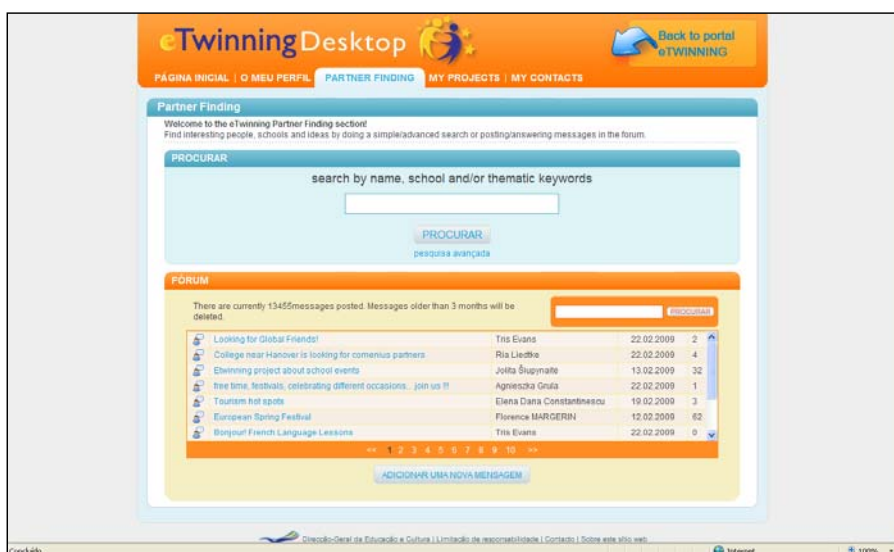 eTwinning Desktop
Back to portal
eTWINNING
PÁGINA INICIAL | O MEU PERFIL PARTNER FINDING MY PROJECTS | MY CONTACTS
Partner Finding
Welcome to the eTwinning Partner Finding section!
Find interesting people, schools and ideas by doing a simple/advanced search or posting/answering messages in the forum.
PROCURAR
search by name, school and/or thematic keywords
PROCURAR
pesquisa avançada
FÓRUM
There are currently 13455messages posted. Messages older than 3 months will be
deleted.
PROCURAR
Looking for Global Friends! Tris Evans 22.02.2009 2
College near Hanover is looking for comenius partners Ria Liedtke 22.02.2009 4
Etwinning project about school events Jolita Šiupynaitė 13.02.2009 32
free time, festivals, celebrating different occasions... join us !!! Agnieszka Grula 22.02.2009 1
Tourism hot spots Elena Dana Constantinescu 19.02.2009 3
European Spring Festival Florence MARGERIN 12.02.2009 62
Bonjour! French Language Lessons Tris Evans 22.02.2009 0
<< 1 2 3 4 5 6 7 8 9 10 >>
ADICIONAR UMA NOVA MENSAGEM
Direcção-Geral da Educação e Cultura | Limitação de responsabilidade | Contacto | Sobre este sítio web
Concluído Internet 100%